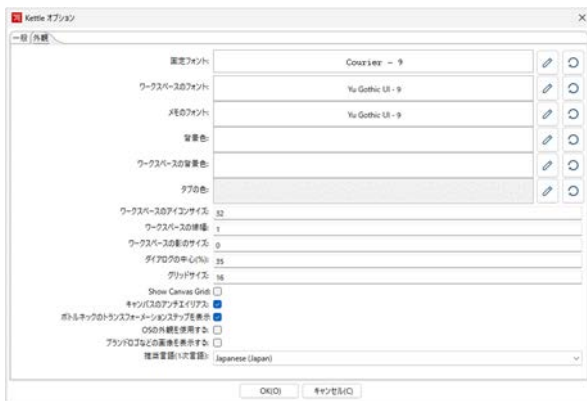 Kettle オプション
一般 外観
固定フォント: Courier - 9
ワークスペースのフォント: Yu Gothic UI - 9
メモのフォント: Yu Gothic UI - 9
背景色:
ワークスペースの背景色:
タブの色:
ワークスペースのアイコンサイズ: 32
ワークスペースの線幅: 1
ワークスペースの影のサイズ: 0
ダイアログの中心(%): 35
グリッドサイズ: 16
Show Canvas Grid:
キャンバスのアンチエイリアス:
ボトルネックのトランスフォーメーションステップを表示
OSの外観を使用する:
ブランドロゴなどの画像を表示する:
推奨言語(1次言語): Japanese (Japan)
OK(O) キャンセル(C)